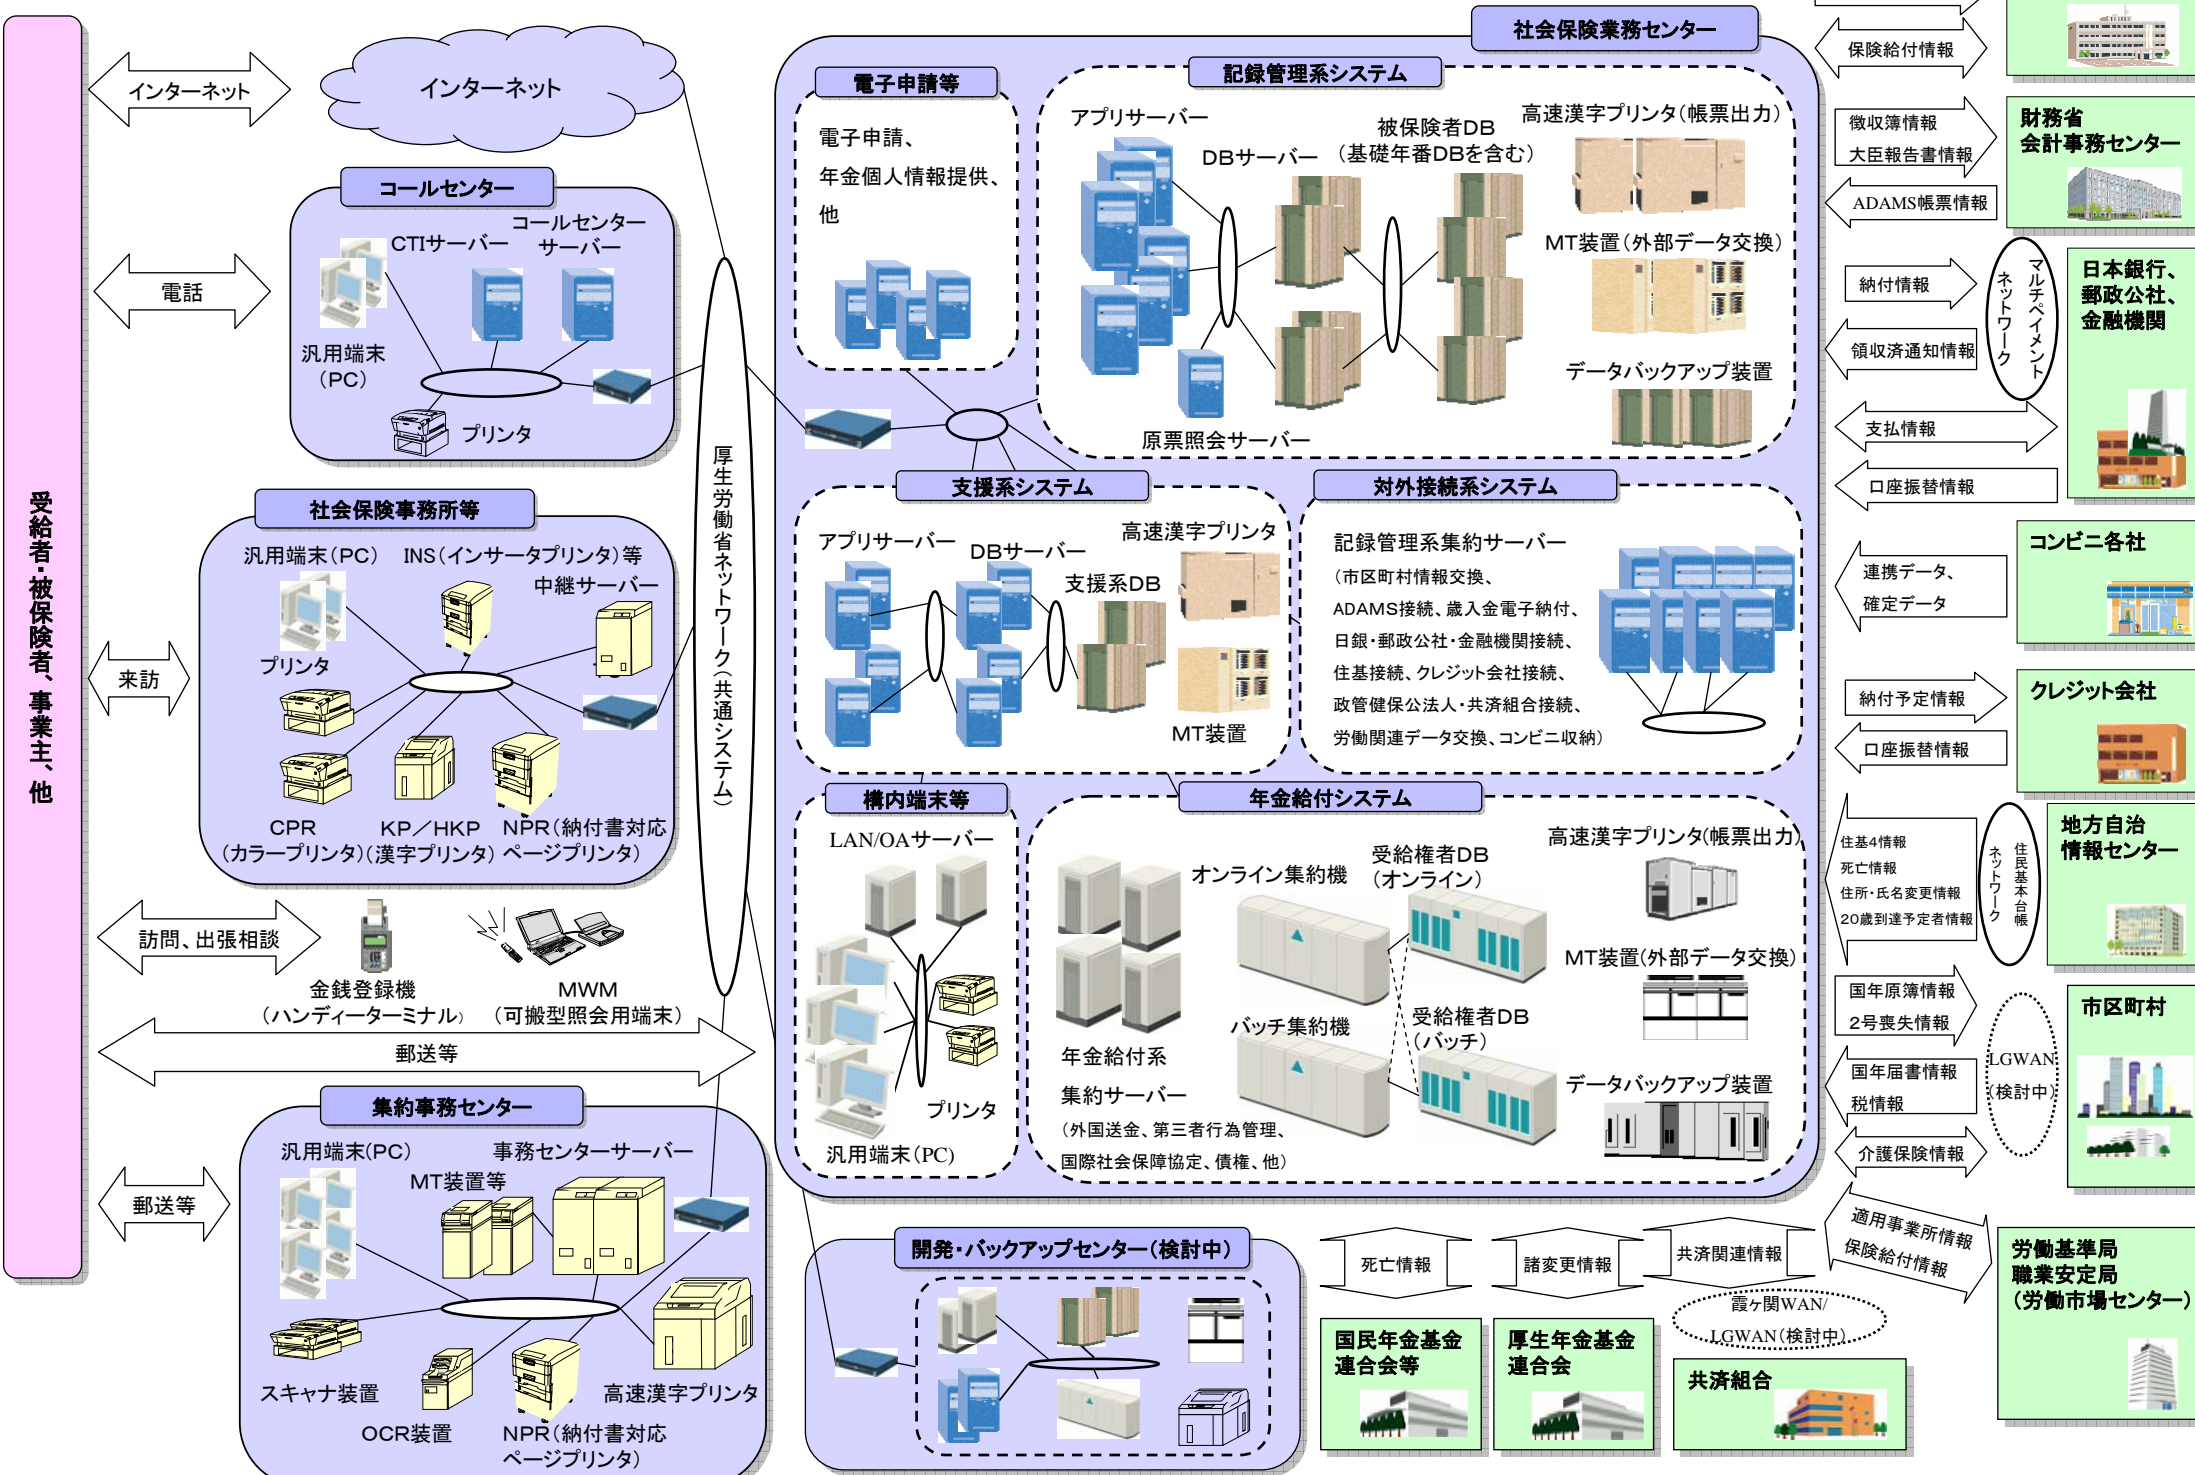 受給者・被保険者、事業主、他
インターネット
電話
来訪
訪問、出張相談
郵送等
郵送等
インターネット
コールセンター
CTIサーバー
コールセンター
サーバー
汎用端末
(PC)
プリンタ
社会保険事務所等
汎用端末(PC)
INS(インサータプリンタ)等
中継サーバー
プリンタ
CPR
(カラープリンタ)
KP/HKP
(漢字プリンタ)
NPR(納付書対応
ページプリンタ)
金銭登録機
(ハンディーターミナル)
MWM
(可搬型照会用端末)
集約事務センター
汎用端末(PC)
事務センターサーバー
MT装置等
スキャナ装置
OCR装置
NPR(納付書対応
ページプリンタ)
高速漢字プリンタ
厚生労働省ネットワーク(共通システム)
社会保険業務センター
電子申請等
電子申請、
年金個人情報提供、
他
記録管理系システム
アプリサーバー
DBサーバー
被保険者DB
(基礎年番DBを含む)
高速漢字プリンタ(帳票出力)
MT装置(外部データ交換)
データバックアップ装置
原票照会サーバー
支援系システム
アプリサーバー
DBサーバー
高速漢字プリンタ
支援系DB
MT装置
対外接続系システム
記録管理系集約サーバー
(市区町村情報交換、
ADAMS接続、歳入金電子納付、
日銀・郵政公社・金融機関接続、
住基接続、クレジット会社接続、
政管健保公法人・共済組合接続、
労働関連データ交換、コンビニ収納)
構内端末等
LAN/OAサーバー
プリンタ
汎用端末(PC)
年金給付システム
オンライン集約機
受給権者DB
(オンライン)
高速漢字プリンタ(帳票出力)
MT装置(外部データ交換)
バッチ集約機
受給権者DB
(バッチ)
データバックアップ装置
年金給付系
集約サーバー
(外国送金、第三者行為管理、
国際社会保障協定、債権、他)
開発・バックアップセンター(検討中)
死亡情報
国民年金基金
連合会等
諸変更情報
厚生年金基金
連合会
共済関連情報
霞ヶ関WAN/
LGWAN(検討中)
共済組合
保険給付情報
徴収簿情報
大臣報告書情報
ADAMS帳票情報
財務省
会計事務センター
納付情報
領収済通知情報
マルチペイメント
ネットワーク
支払情報
口座振替情報
日本銀行、
郵政公社、
金融機関
連携データ、
確定データ
コンビニ各社
納付予定情報
口座振替情報
クレジット会社
住基4情報
死亡情報
住所・氏名変更情報
20歳到達予定者情報
住民基本台帳
ネットワーク
地方自治
情報センター
国年原簿情報
2号喪失情報
国年届書情報
税情報
介護保険情報
LGWAN
(検討中)
市区町村
適用事業所情報
保険給付情報
労働基準局
職業安定局
(労働市場センター)